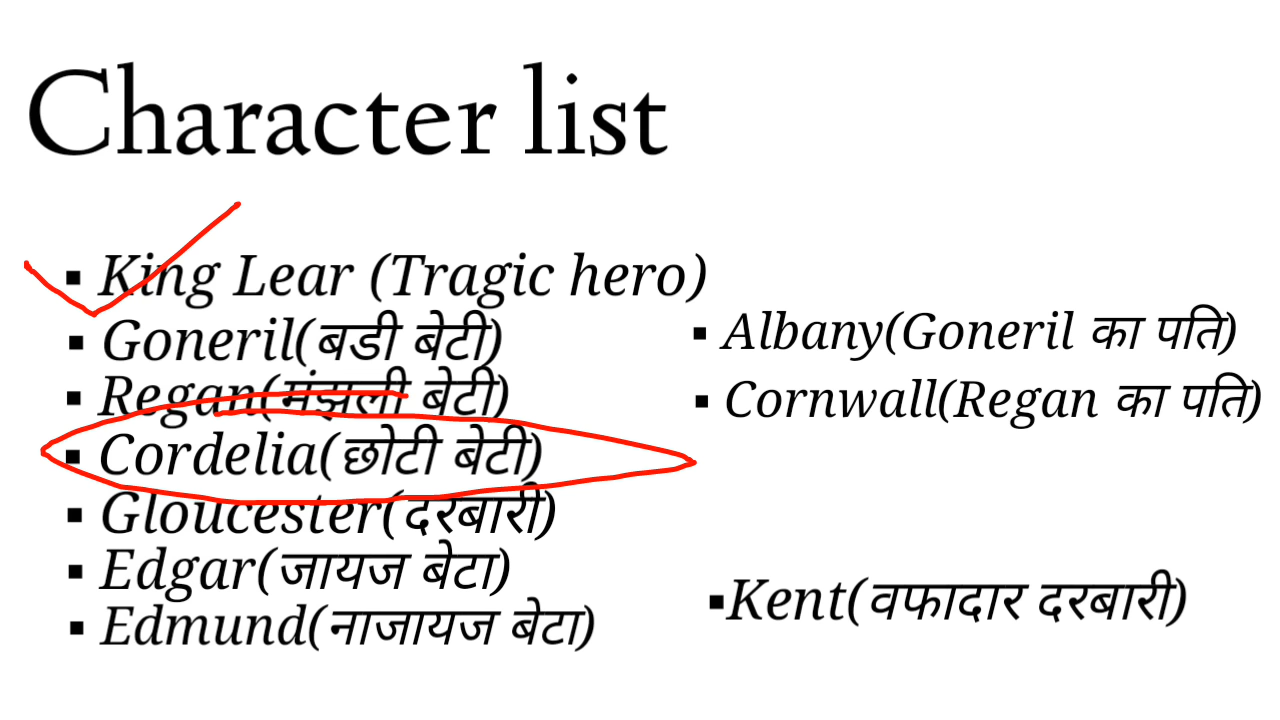 Character list
▪ King Lear (Tragic hero)
▪ Goneril(बडी बेटी)
▪ Regan(मंझली बेटी)
▪ Cordelia(छोटी बेटी)
▪ Gloucester(दरबारी)
▪ Edgar(जायज बेटा)
▪ Edmund(नाजायज बेटा)
▪ Albany(Goneril का पति)
▪ Cornwall(Regan का पति)
▪Kent(वफादार दरबारी)